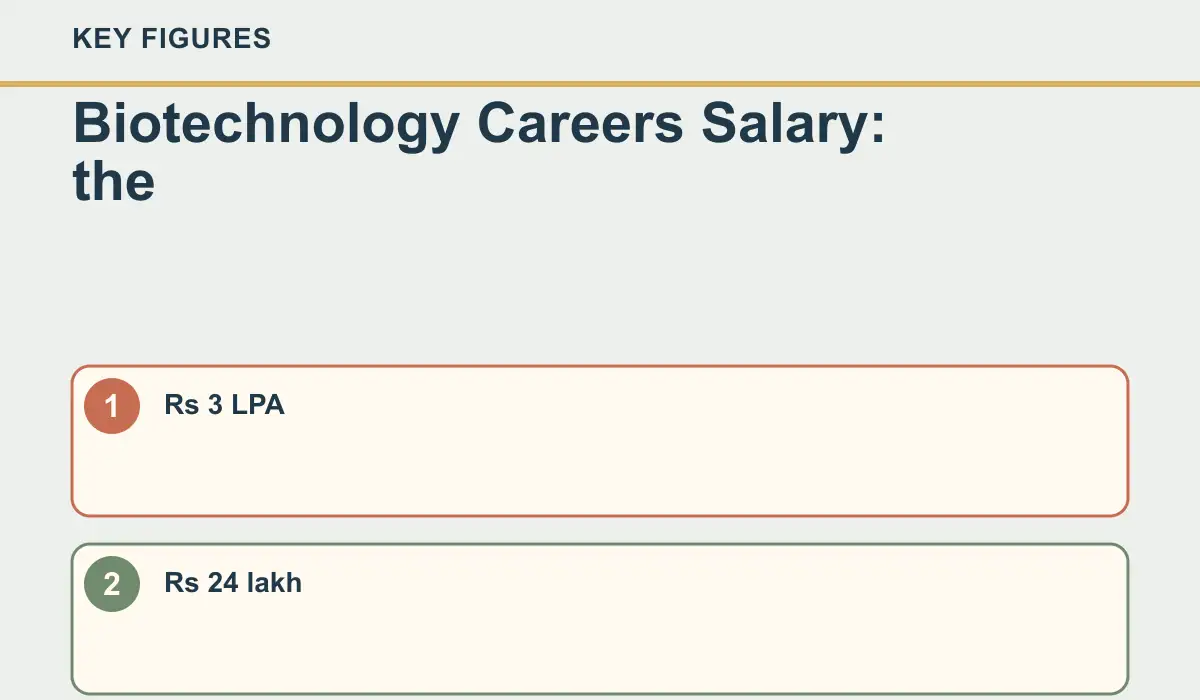 KEY FIGURES
Biotechnology Careers Salary:
the
1 Rs 3 LPA
2 Rs 24 lakh